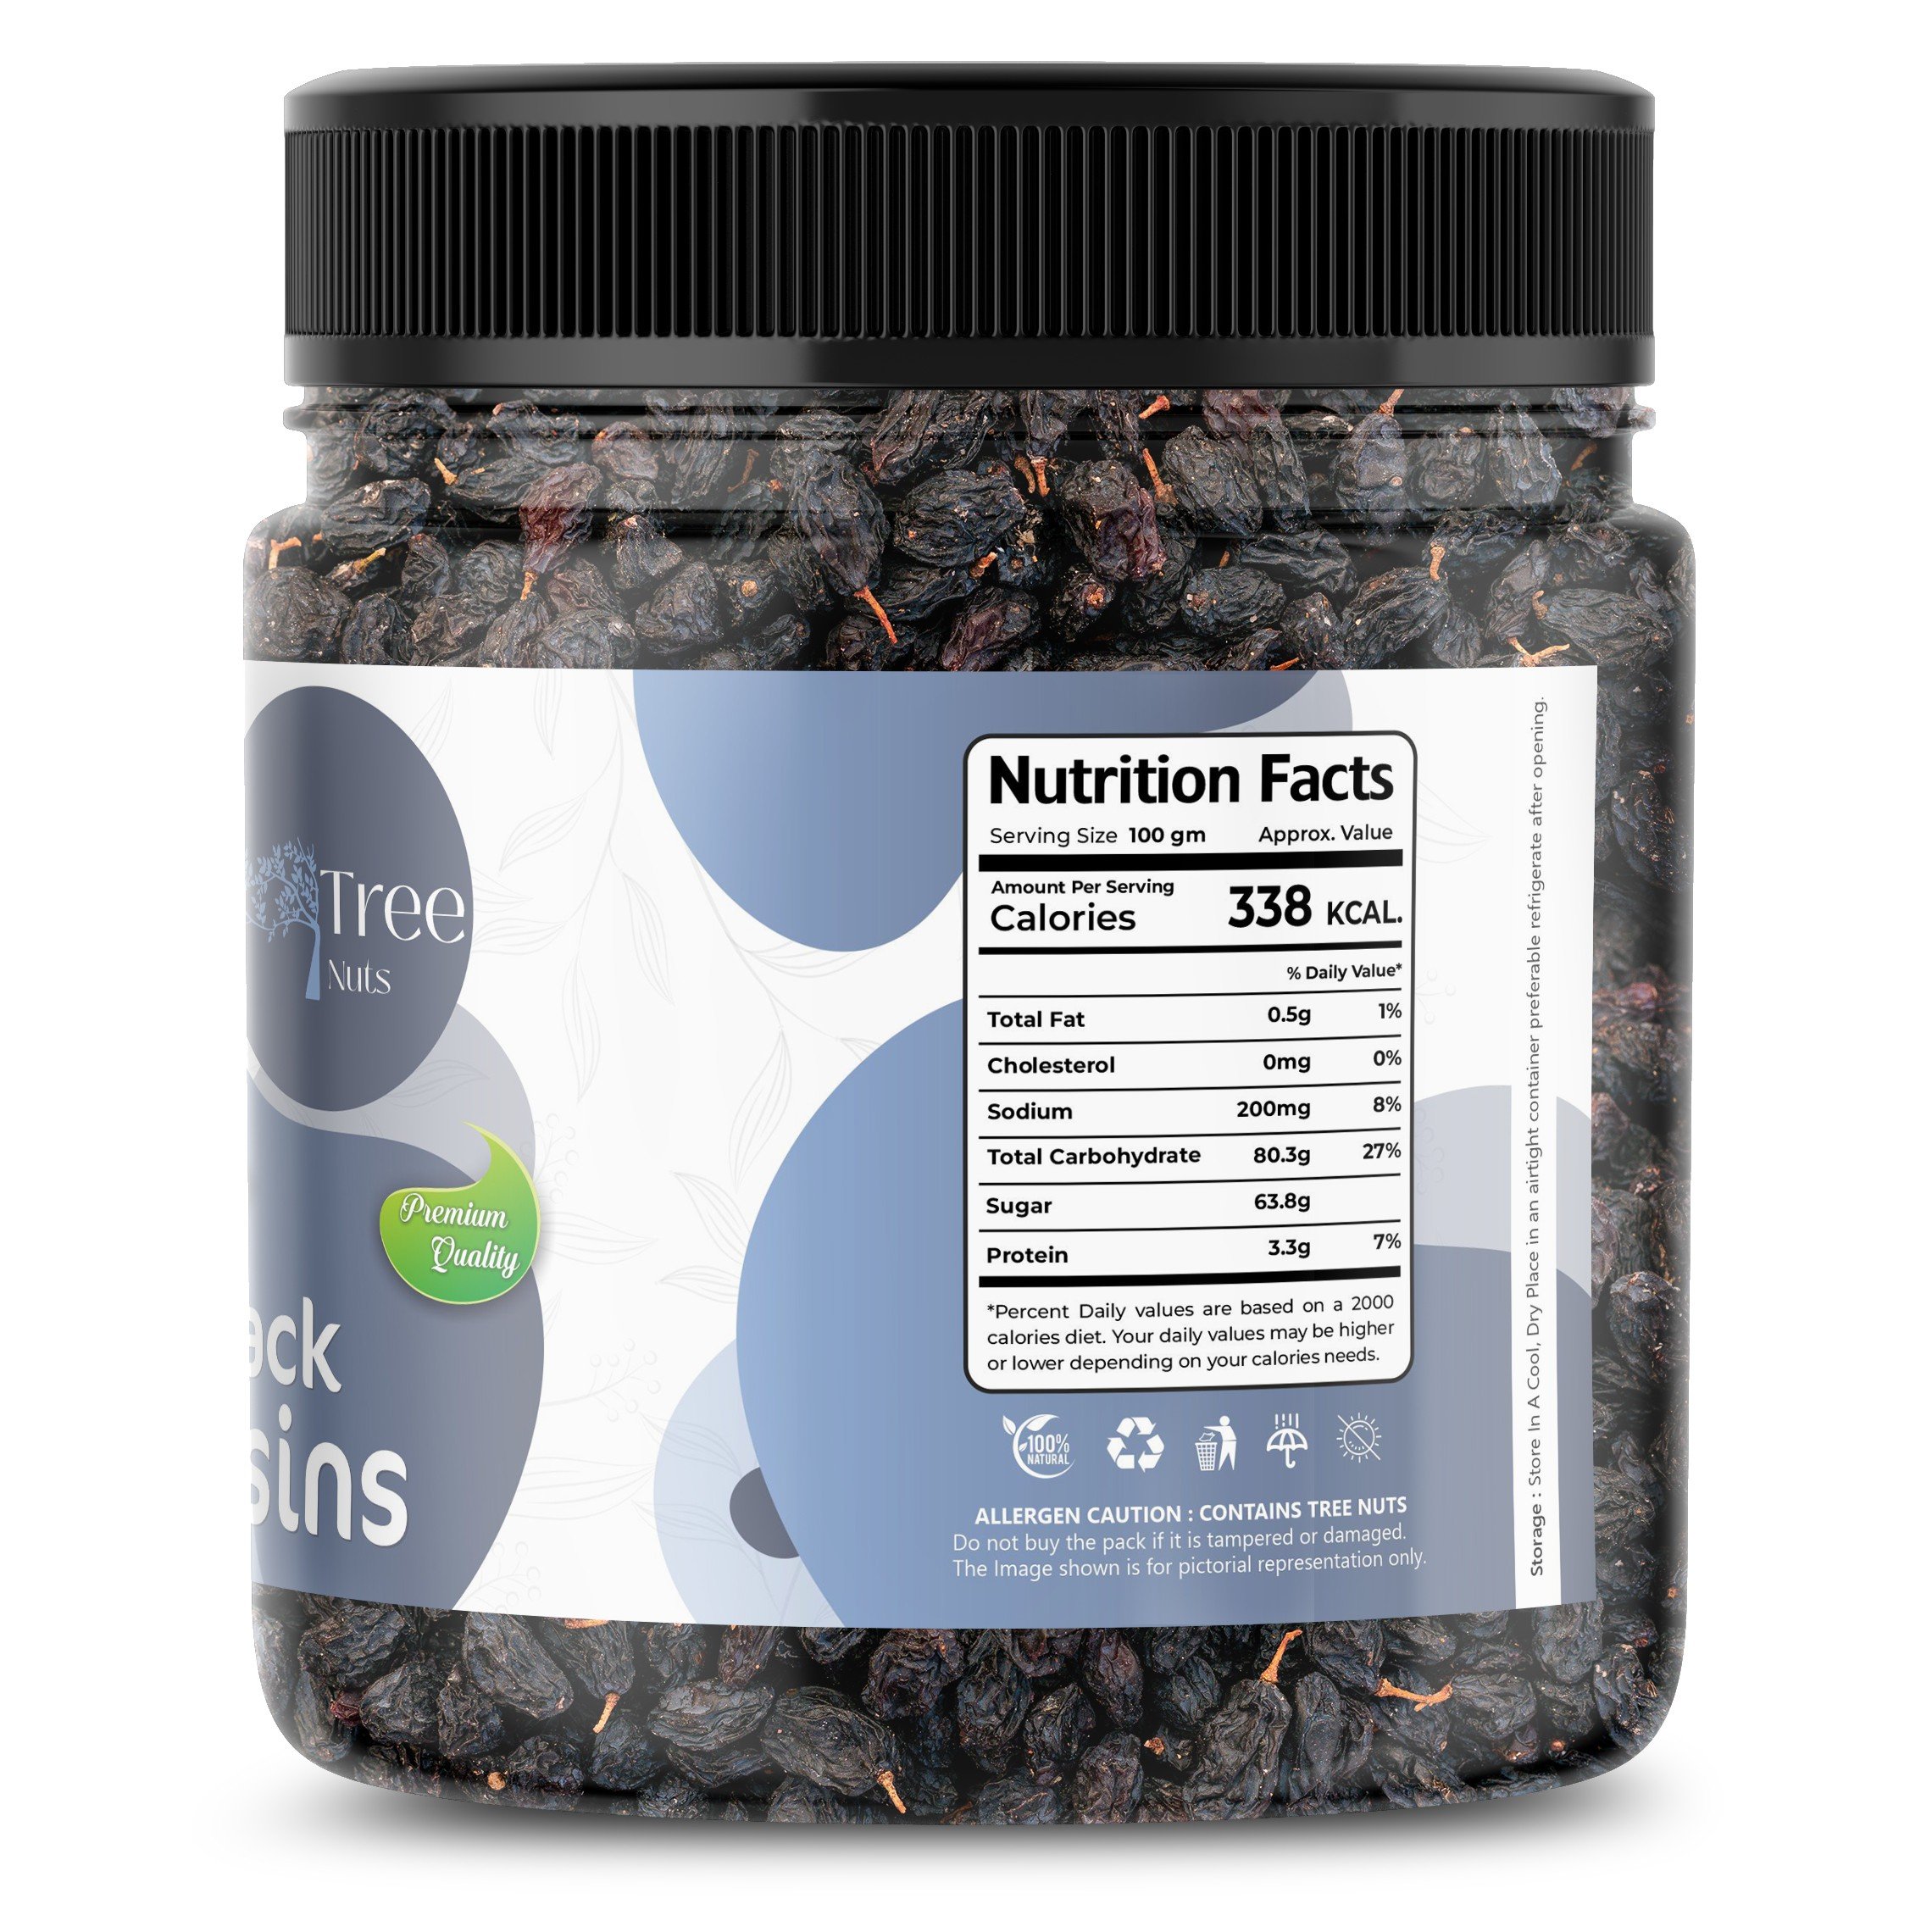 Tree
Nuts
Premium
Quality
ack
sins
Nutrition Facts
Serving Size 100 gm Approx. Value
Amount Per Serving
Calories 338 KCAL.
% Daily Value*
Total Fat 0.5g 1%
Cholesterol 0mg 0%
Sodium 200mg 8%
Total Carbohydrate 80.3g 27%
Sugar 63.8g
Protein 3.3g 7%
*Percent Daily values are based on a 2000
calories diet. Your daily values may be higher
or lower depending on your calories needs.
100%
NATURAL
ALLERGEN CAUTION : CONTAINS TREE NUTS
Do not buy the pack if it is tampered or damaged.
The Image shown is for pictorial representation only.
Storage : Store In A Cool, Dry Place in an airtight container preferable refrigerate after opening.